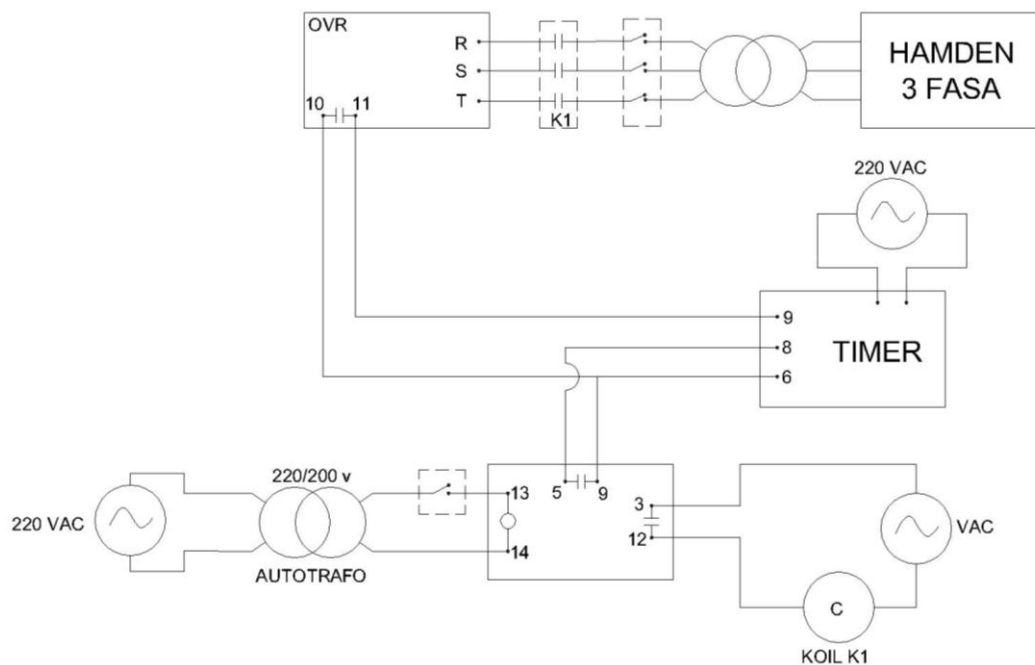 OVR
R
S
T
10 11
K1
HAMDEN
3 FASA
220 VAC
9
8
6
TIMER
220/200 v
220 VAC
AUTOTRAFO
13
14
5 9
3
12
VAC
C
KOIL K1